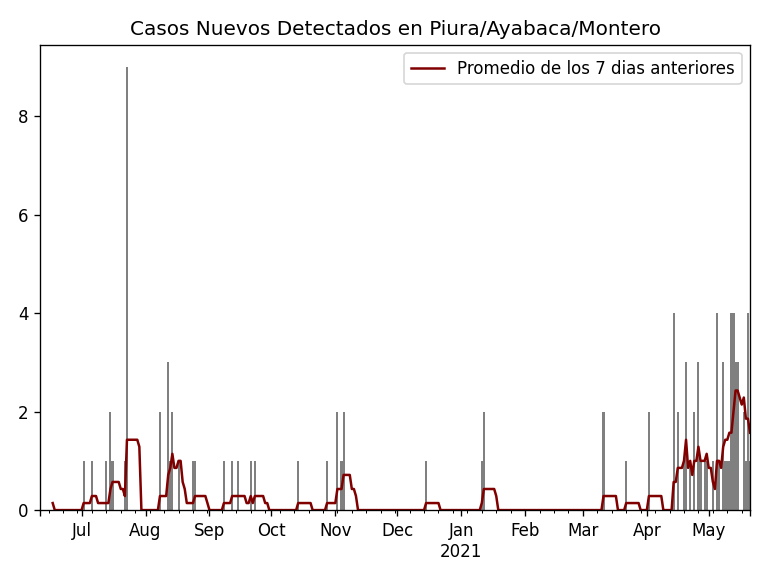 Casos Nuevos Detectados en Piura/Ayabaca/Montero
Promedio de los 7 dias anteriores
8
6
4
2
0
Jul Aug Sep Oct Nov Dec Jan Feb Mar Apr May
2021